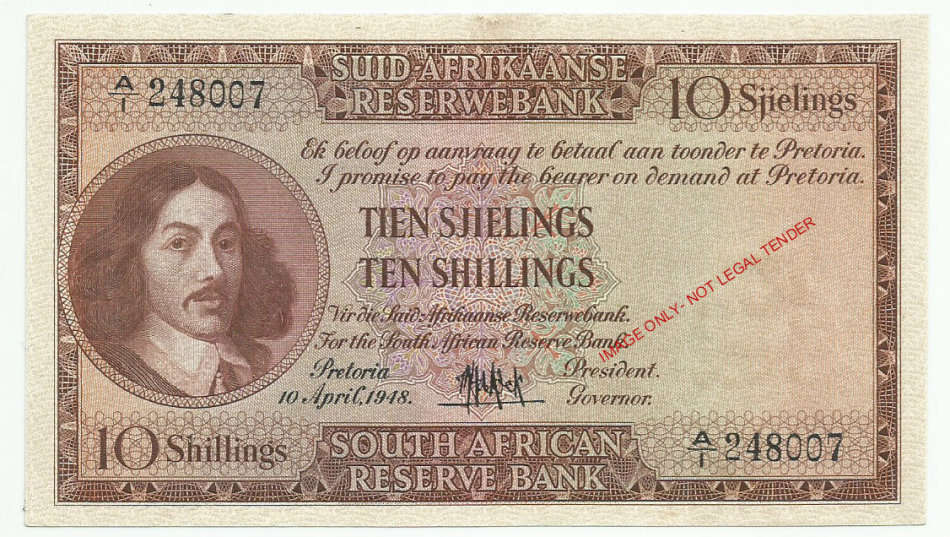 SUID-AFRIKAANSE
RESERWEBANK
A/1 248007
10 Sjielings
Ek beloof op aanvraag te betaal aan toonder te Pretoria.
I promise to pay the bearer on demand at Pretoria.
TIEN SJIELINGS
TEN SHILLINGS
Vir die Suid-Afrikaanse Reserwebank.
For the South African Reserve Bank.
Pretoria
President.
10 April, 1948.
Governor.
IMAGE ONLY - NOT LEGAL TENDER
10 Shillings
SOUTH AFRICAN
RESERVE BANK
A/1 248007